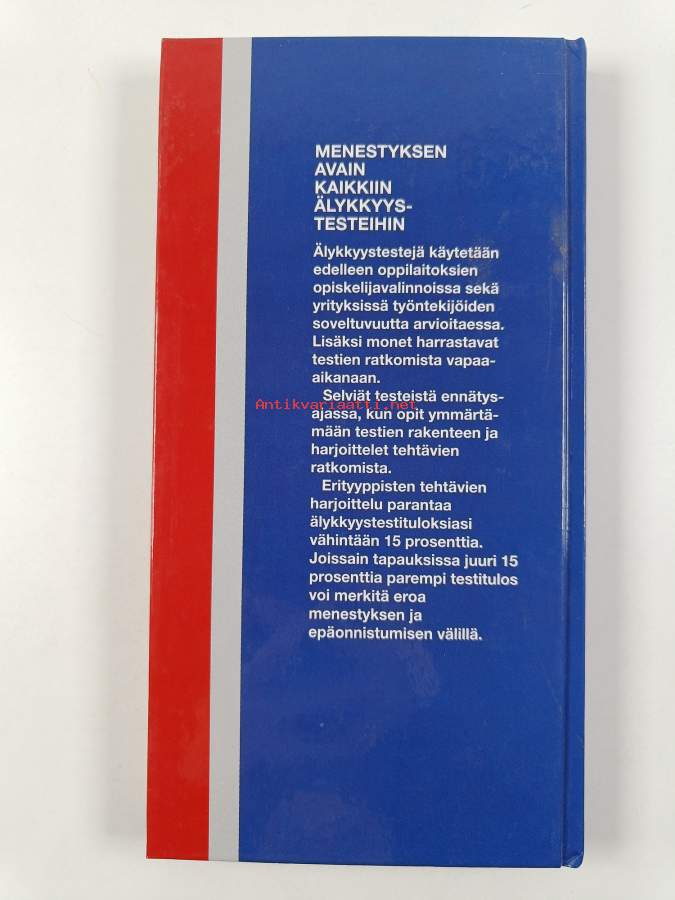 MENESTYKSEN
AVAIN
KAIKKIIN
ÄLYKKYYS-
TESTEIHIN
Älykkyystestejä käytetään
edelleen oppilaitoksien
opiskelijavalinnoissa sekä
yrityksissä työntekijöiden
soveltuvuutta arvioitaessa.
Lisäksi monet harrastavat
testien ratkomista vapaa-
aikanaan.
Selviät testeistä ennätys-
Antikvariaatti.net
ajassa, kun opit ymmärtä-
mään testien rakenteen ja
harjoittelet tehtävien
ratkomista.
Erityyppisten tehtävien
harjoittelu parantaa
älykkyystestituloksiasi
vähintään 15 prosenttia.
Joissain tapauksissa juuri 15
prosenttia parempi testitulos
voi merkitä eroa
menestyksen ja
epäonnistumisen välillä.